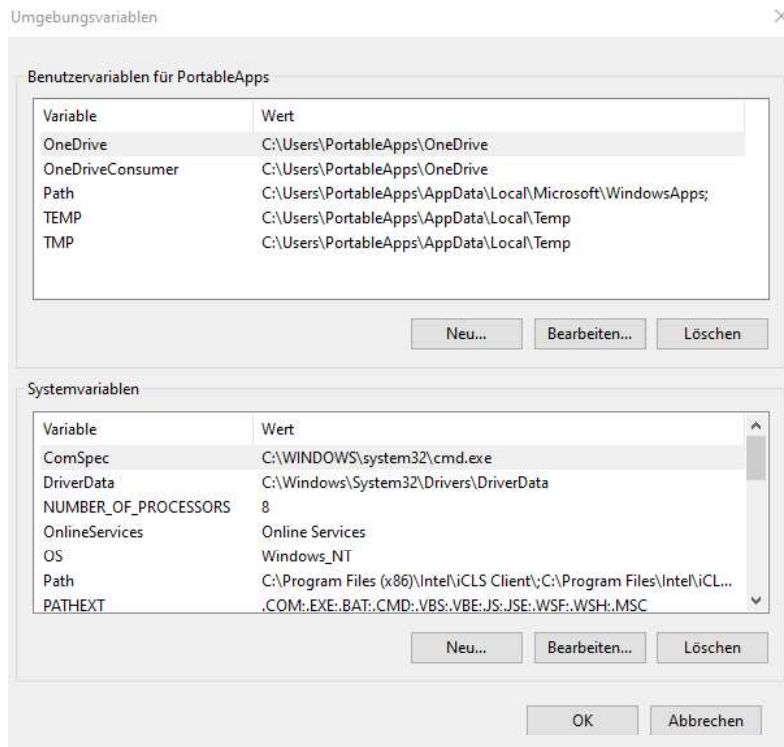 Umgebungsvariablen
Benutzervariablen für PortableApps
Variable Wert
OneDrive C:\Users\PortableApps\OneDrive
OneDriveConsumer C:\Users\PortableApps\OneDrive
Path C:\Users\PortableApps\AppData\Local\Microsoft\WindowsApps;
TEMP C:\Users\PortableApps\AppData\Local\Temp
TMP C:\Users\PortableApps\AppData\Local\Temp
Neu... Bearbeiten... Löschen
Systemvariablen
Variable Wert
ComSpec C:\WINDOWS\system32\cmd.exe
DriverData C:\Windows\System32\Drivers\DriverData
NUMBER_OF_PROCESSORS 8
OnlineServices Online Services
OS Windows_NT
Path C:\Program Files (x86)\Intel\iCLS Client\;C:\Program Files\Intel\iCL...
PATHEXT .COM;.EXE;.BAT;.CMD;.VBS;.VBE;.JS;.JSE;.WSF;.WSH;.MSC
Neu... Bearbeiten... Löschen
OK Abbrechen